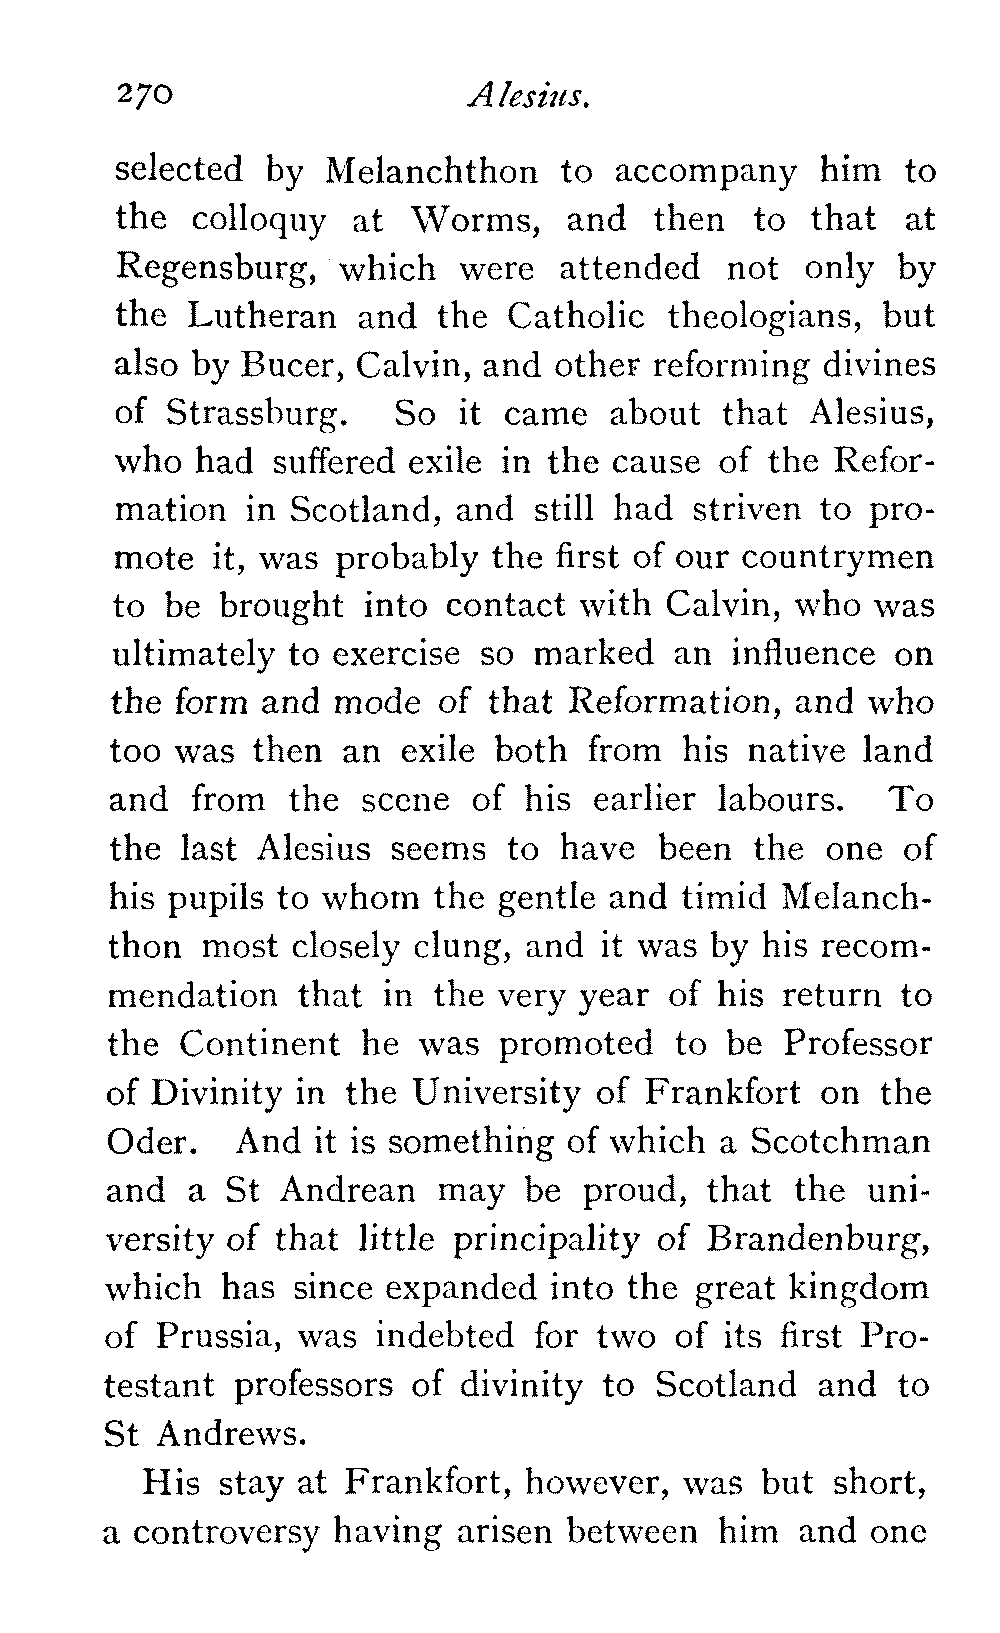 270 Alesius.
selected by Melanchthon to accompany him to
the colloquy at Worms, and then to that at
Regensburg, which were attended not only by
the Lutheran and the Catholic theologians, but
also by Bucer, Calvin, and other reforming divines
of Strassburg. So it came about that Alesius,
who had suffered exile in the cause of the Refor-
mation in Scotland, and still had striven to pro-
mote it, was probably the first of our countrymen
to be brought into contact with Calvin, who was
ultimately to exercise so marked an influence on
the form and mode of that Reformation, and who
too was then an exile both from his native land
and from the scene of his earlier labours. To
the last Alesius seems to have been the one of
his pupils to whom the gentle and timid Melanch-
thon most closely clung, and it was by his recom-
mendation that in the very year of his return to
the Continent he was promoted to be Professor
of Divinity in the University of Frankfort on the
Oder. And it is something of which a Scotchman
and a St Andrean may be proud, that the uni-
versity of that little principality of Brandenburg,
which has since expanded into the great kingdom
of Prussia, was indebted for two of its first Pro-
testant professors of divinity to Scotland and to
St Andrews.
His stay at Frankfort, however, was but short,
a controversy having arisen between him and one